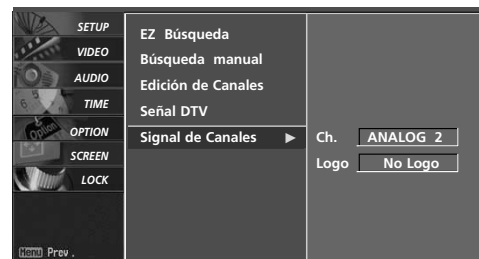 SETUP
VIDEO
AUDIO
TIME
OPTION
SCREEN
LOCK
Menu Prev.
EZ Búsqueda
Búsqueda manual
Edición de Canales
Señal DTV
Signal de Canales ▶
Ch. ANALOG 2
Logo No Logo